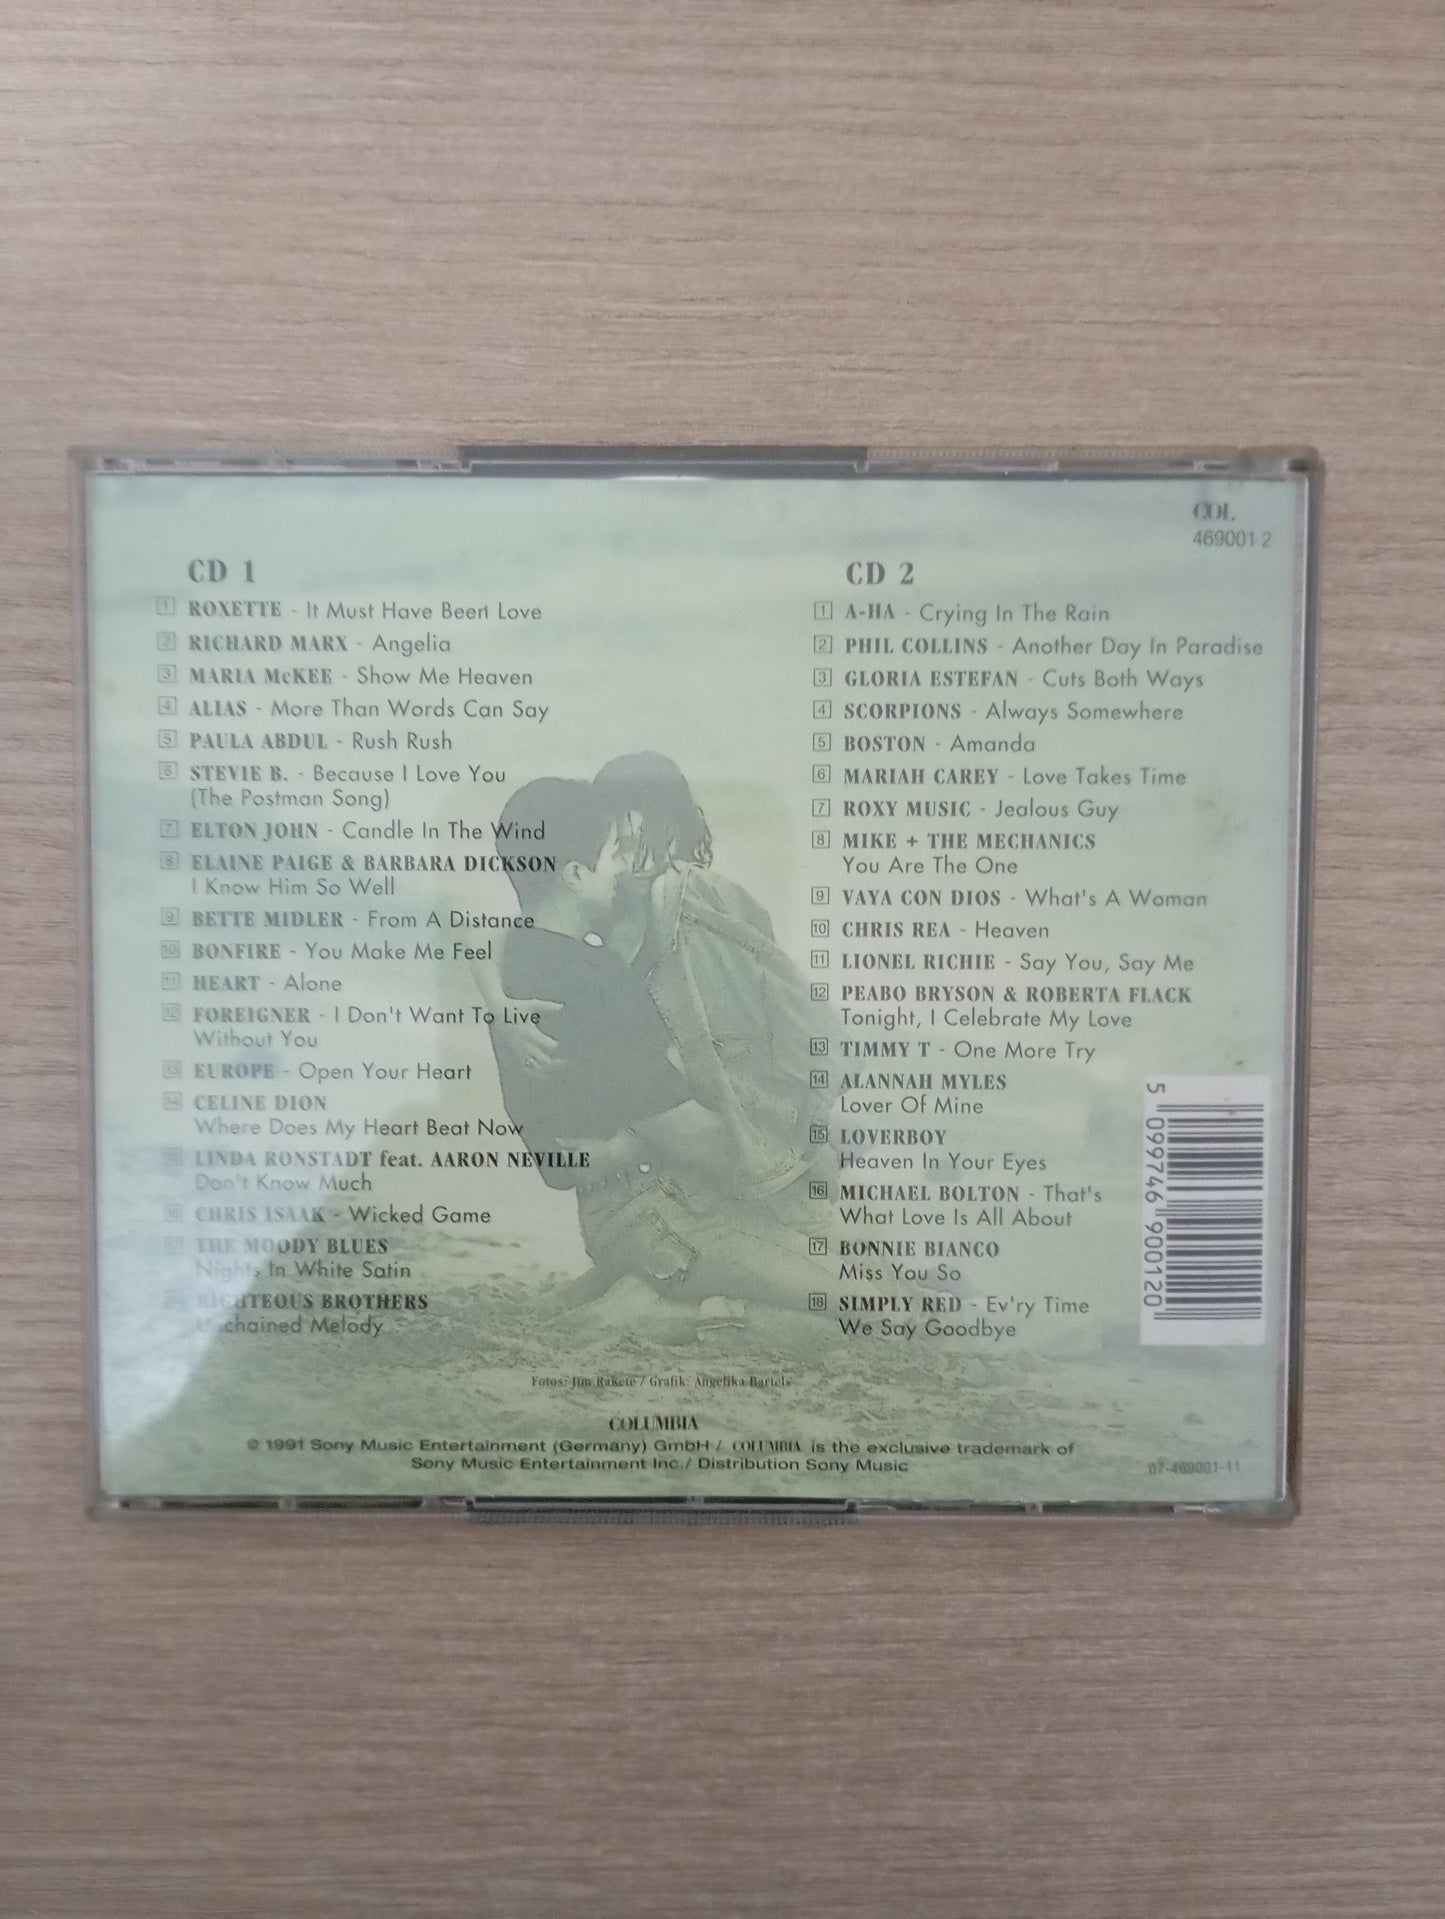 COL
469001 2
CD 1
1 ROXETTE - It Must Have Been Love
2 RICHARD MARX - Angelia
3 MARIA McKEE - Show Me Heaven
4 ALIAS - More Than Words Can Say
5 PAULA ABDUL - Rush Rush
6 STEVIE B. - Because I Love You
(The Postman Song)
7 ELTON JOHN - Candle In The Wind
8 ELAINE PAIGE & BARBARA DICKSON
I Know Him So Well
9 BETTE MIDLER - From A Distance
10 BONFIRE - You Make Me Feel
11 HEART - Alone
12 FOREIGNER - I Don't Want To Live
Without You
13 EUROPE - Open Your Heart
14 CELINE DION
Where Does My Heart Beat Now
15 LINDA RONSTADT feat. AARON NEVILLE
Don't Know Much
16 CHRIS ISAAK - Wicked Game
17 THE MOODY BLUES
Nights In White Satin
RIGHTEOUS BROTHERS
Unchained Melody
CD 2
1 A-HA - Crying In The Rain
2 PHIL COLLINS - Another Day In Paradise
3 GLORIA ESTEFAN - Cuts Both Ways
4 SCORPIONS - Always Somewhere
5 BOSTON - Amanda
6 MARIAH CAREY - Love Takes Time
7 ROXY MUSIC - Jealous Guy
8 MIKE + THE MECHANICS
You Are The One
9 VAYA CON DIOS - What's A Woman
10 CHRIS REA - Heaven
11 LIONEL RICHIE - Say You, Say Me
12 PEABO BRYSON & ROBERTA FLACK
Tonight, I Celebrate My Love
13 TIMMY T - One More Try
14 ALANNAH MYLES
Lover Of Mine
15 LOVERBOY
Heaven In Your Eyes
16 MICHAEL BOLTON - That's
What Love Is All About
17 BONNIE BIANCO
Miss You So
18 SIMPLY RED - Ev'ry Time
We Say Goodbye
5 099746 900120
Fotos: Jim Rakete / Grafik: Angelika Bartels
COLUMBIA
© 1991 Sony Music Entertainment (Germany) GmbH / COLUMBIA is the exclusive trademark of
Sony Music Entertainment Inc./ Distribution Sony Music
07-469001-11